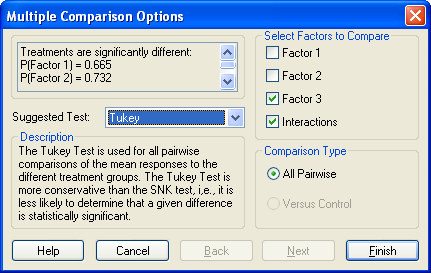 Multiple Comparison Options
Treatments are significantly different:
P(Factor 1) = 0.665
P(Factor 2) = 0.732
Suggested Test: Tukey
Description
The Tukey Test is used for all pairwise
comparisons of the mean responses to the
different treatment groups. The Tukey Test is
more conservative than the SNK test, i,e., it is
less likely to determine that a given difference
is statistically significant.
Select Factors to Compare
Factor 1
Factor 2
Factor 3
Interactions
Comparison Type
All Pairwise
Versus Control
Help Cancel Back Next Finish